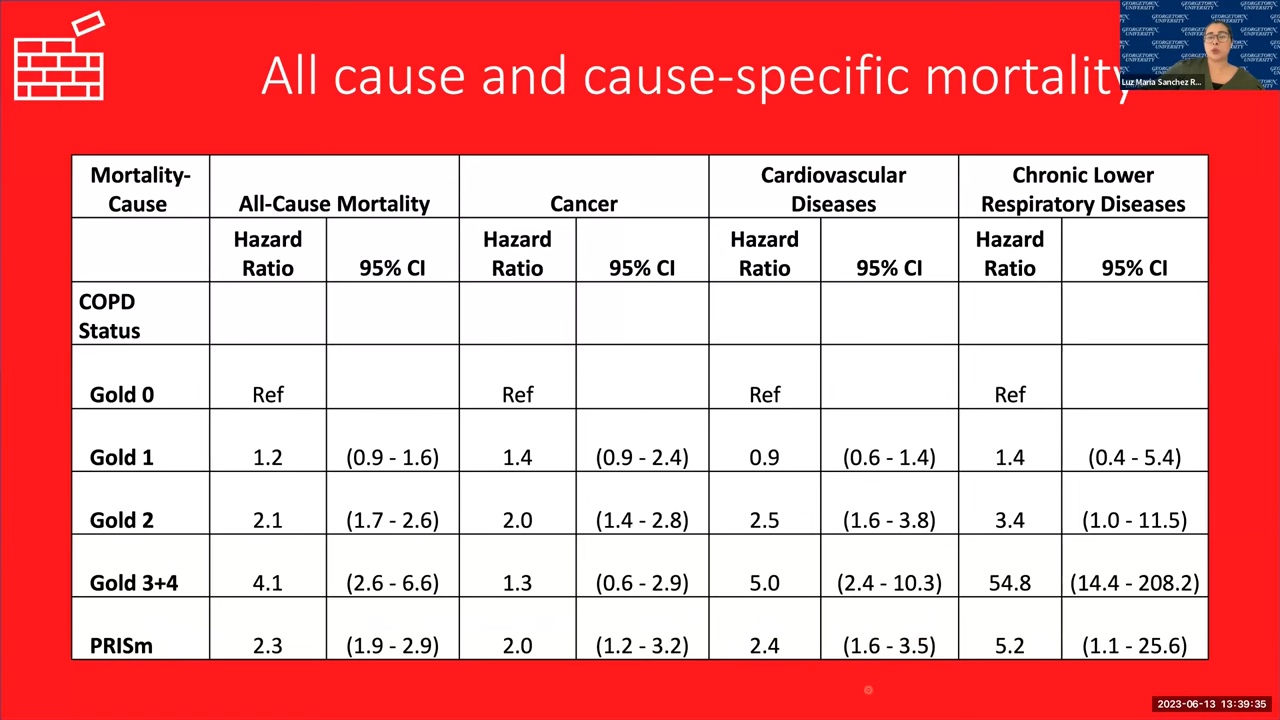 All cause and cause-specific mortality
GEORGETOWN UNIVERSITY
Luz Maria Sanchez R...
Mortality-
Cause
All-Cause Mortality
Cancer
Cardiovascular
Diseases
Chronic Lower
Respiratory Diseases
Hazard
Ratio
95% CI
Hazard
Ratio
95% CI
Hazard
Ratio
95% CI
Hazard
Ratio
95% CI
COPD
Status
Gold 0 Ref Ref Ref Ref
Gold 1 1.2 (0.9 - 1.6) 1.4 (0.9 - 2.4) 0.9 (0.6 - 1.4) 1.4 (0.4 - 5.4)
Gold 2 2.1 (1.7 - 2.6) 2.0 (1.4 - 2.8) 2.5 (1.6 - 3.8) 3.4 (1.0 - 11.5)
Gold 3+4 4.1 (2.6 - 6.6) 1.3 (0.6 - 2.9) 5.0 (2.4 - 10.3) 54.8 (14.4 - 208.2)
PRISm 2.3 (1.9 - 2.9) 2.0 (1.2 - 3.2) 2.4 (1.6 - 3.5) 5.2 (1.1 - 25.6)
2023-06-13 13:39:35